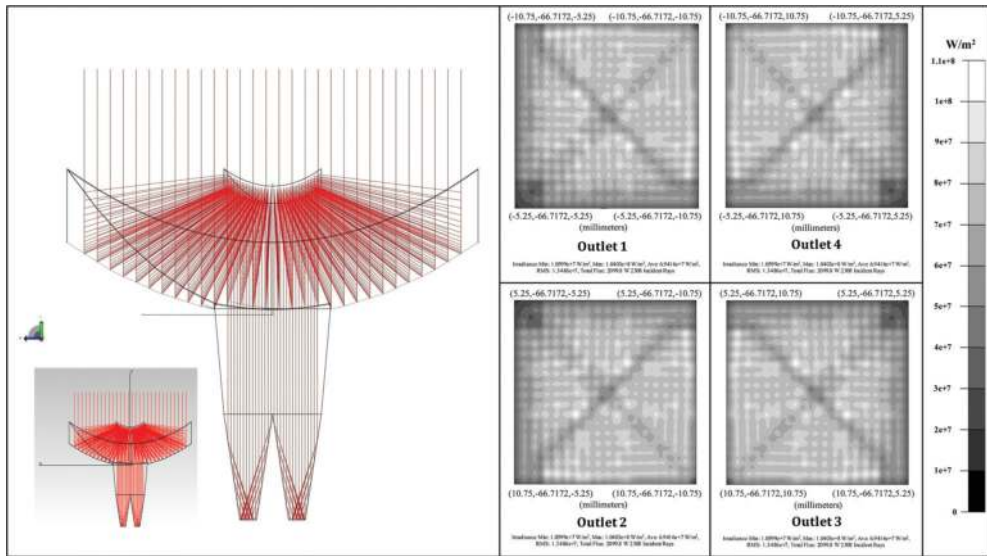 (-10.75,-66.7172,-5.25) (-10.75,-66.7172,-10.75)
(-5.25,-66.7172,-5.25) (-5.25,-66.7172,-10.75)
(millimeters)
Outlet 1
(-10.75,-66.7172,10.75) (-10.75,-66.7172,5.25)
(-5.25,-66.7172,10.75) (-5.25,-66.7172,5.25)
(millimeters)
Outlet 4
(5.25,-66.7172,-5.25) (5.25,-66.7172,-10.75)
(10.75,-66.7172,-5.25) (10.75,-66.7172,-10.75)
(millimeters)
Outlet 2
(5.25,-66.7172,10.75) (5.25,-66.7172,5.25)
(10.75,-66.7172,10.75) (10.75,-66.7172,5.25)
(millimeters)
Outlet 3
W/m²
1.1e+8
1e+8
9e+7
8e+7
7e+7
6e+7
5e+7
4e+7
3e+7
2e+7
1e+7
0